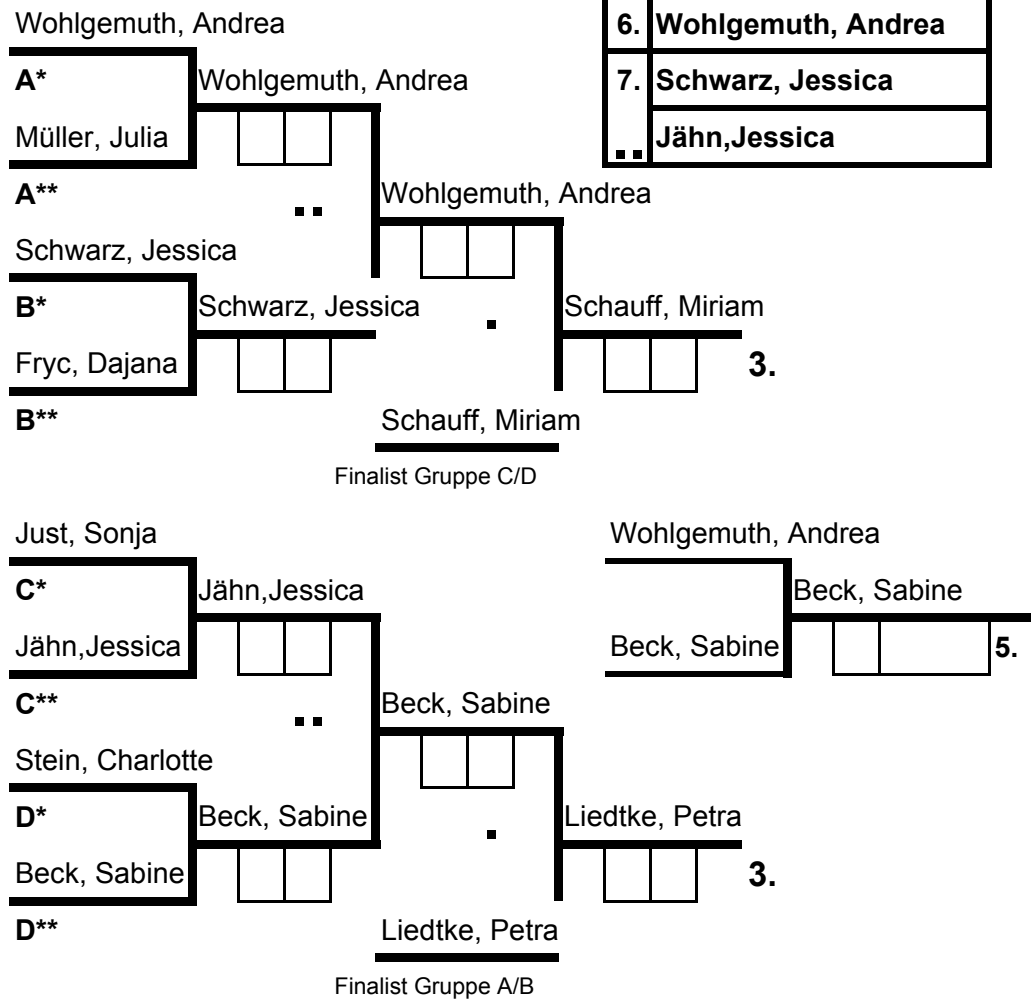 Wohlgemuth, Andrea
6. Wohlgemuth, Andrea
A* Wohlgemuth, Andrea
7. Schwarz, Jessica
Müller, Julia
.. Jähn,Jessica
A** Wohlgemuth, Andrea
..
Schwarz, Jessica
B* Schwarz, Jessica
. Schauff, Miriam
Fryc, Dajana
3.
B** Schauff, Miriam
Finalist Gruppe C/D
Just, Sonja
Wohlgemuth, Andrea
C* Jähn,Jessica
Beck, Sabine
Jähn,Jessica
Beck, Sabine 5.
C** Beck, Sabine
..
Stein, Charlotte
D* Beck, Sabine
. Liedtke, Petra
Beck, Sabine
3.
D** Liedtke, Petra
Finalist Gruppe A/B